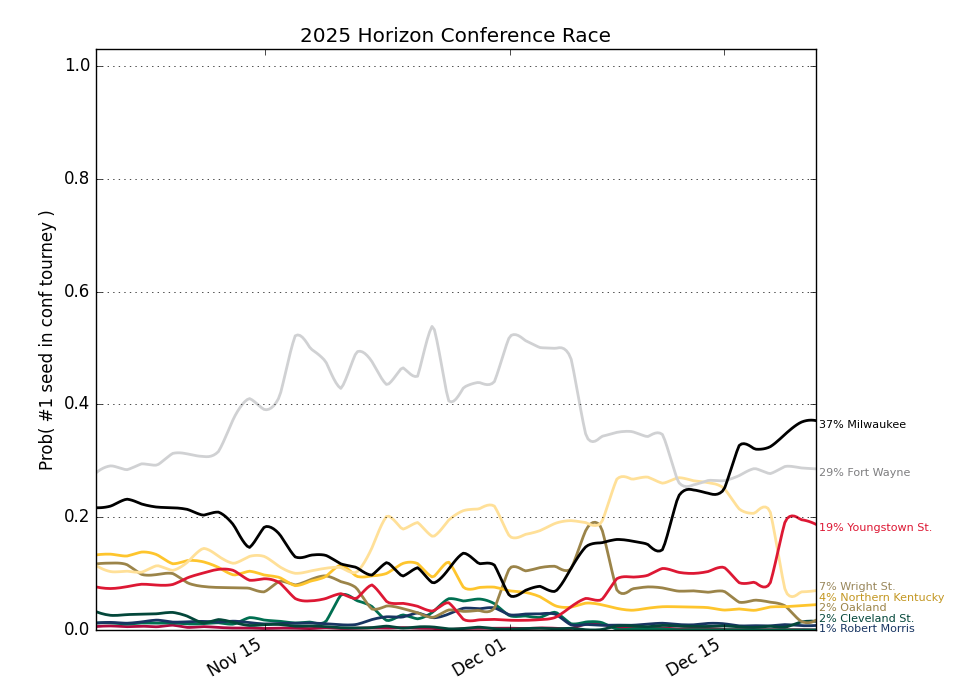 2025 Horizon Conference Race
Prob( #1 seed in conf tourney )
1.0
0.8
0.6
0.4
0.2
0.0
Nov 15
Dec 01
Dec 15
37% Milwaukee
29% Fort Wayne
19% Youngstown St.
7% Wright St.
4% Northern Kentucky
2% Oakland
2% Cleveland St.
1% Robert Morris